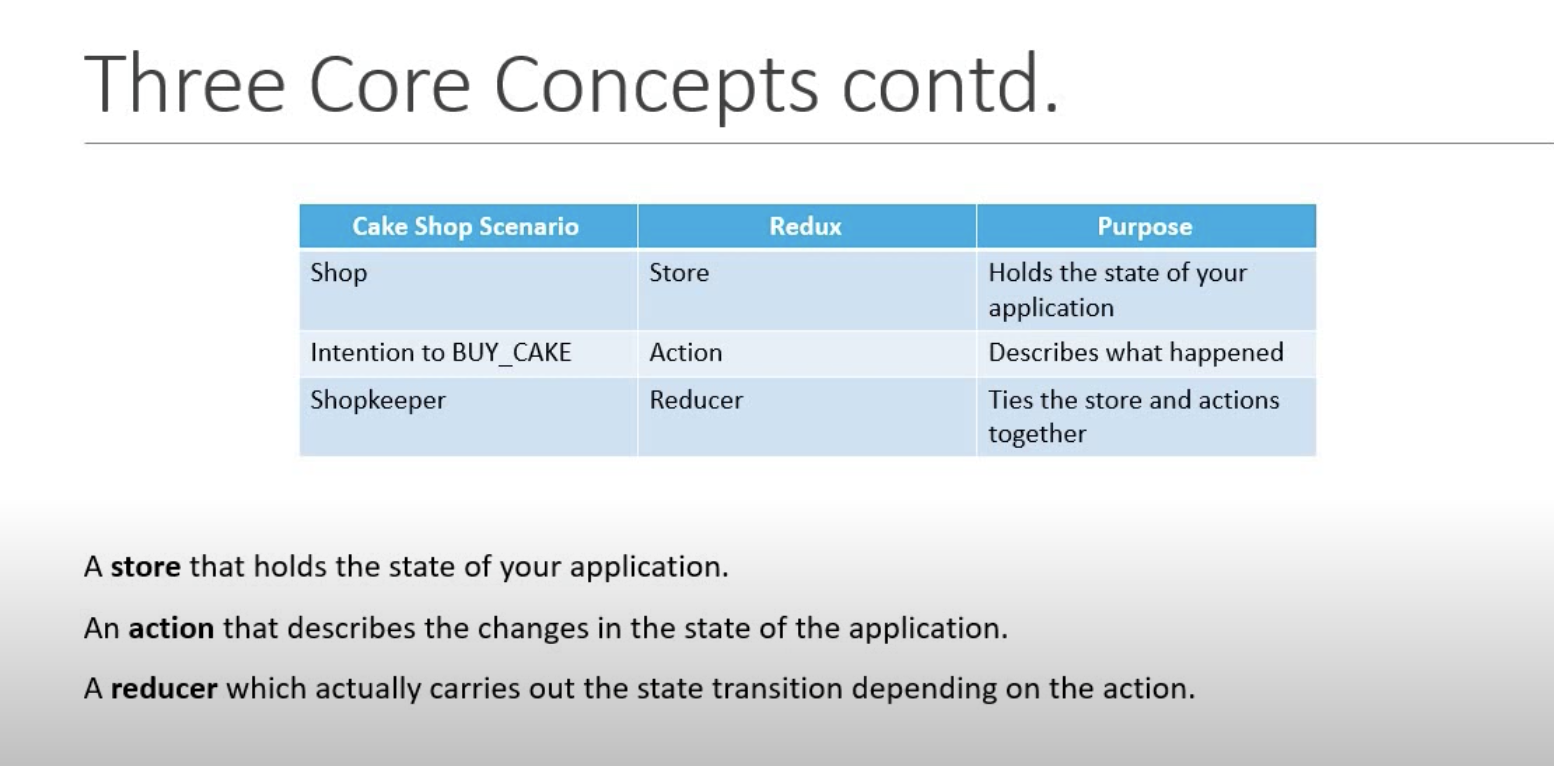 Three Core Concepts contd.
Cake Shop Scenario Redux Purpose
Shop Store Holds the state of your
application
Intention to BUY_CAKE Action Describes what happened
Shopkeeper Reducer Ties the store and actions
together
A store that holds the state of your application.
An action that describes the changes in the state of the application.
A reducer which actually carries out the state transition depending on the action.